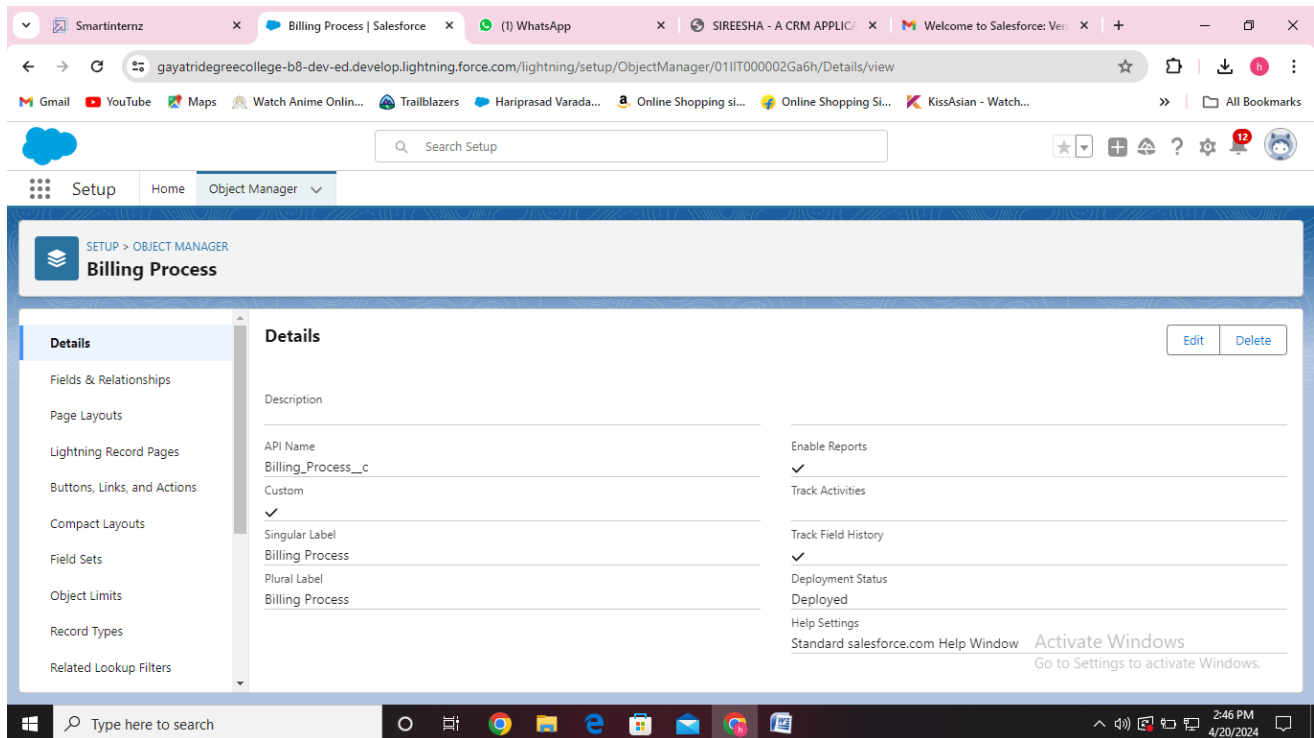 Smartinternz
Billing Process | Salesforce
(1) WhatsApp
SIREESHA - A CRM APPLICA
Welcome to Salesforce: Veri
gayatridegreecollege-b8-dev-ed.develop.lightning.force.com/lightning/setup/ObjectManager/01IIT000002Ga6h/Details/view
h
Gmail YouTube Maps Watch Anime Onlin... Trailblazers Hariprasad Varada... Online Shopping si... Online Shopping Si... KissAsian - Watch... » All Bookmarks
Search Setup
12
Setup Home Object Manager
SETUP > OBJECT MANAGER
Billing Process
Details
Fields & Relationships
Page Layouts
Lightning Record Pages
Buttons, Links, and Actions
Compact Layouts
Field Sets
Object Limits
Record Types
Related Lookup Filters
Details
Edit Delete
Description
API Name
Billing_Process__c
Custom
Singular Label
Billing Process
Plural Label
Billing Process
Enable Reports
Track Activities
Track Field History
Deployment Status
Deployed
Help Settings
Standard salesforce.com Help Window
Activate Windows
Go to Settings to activate Windows.
Type here to search
2:46 PM
4/20/2024